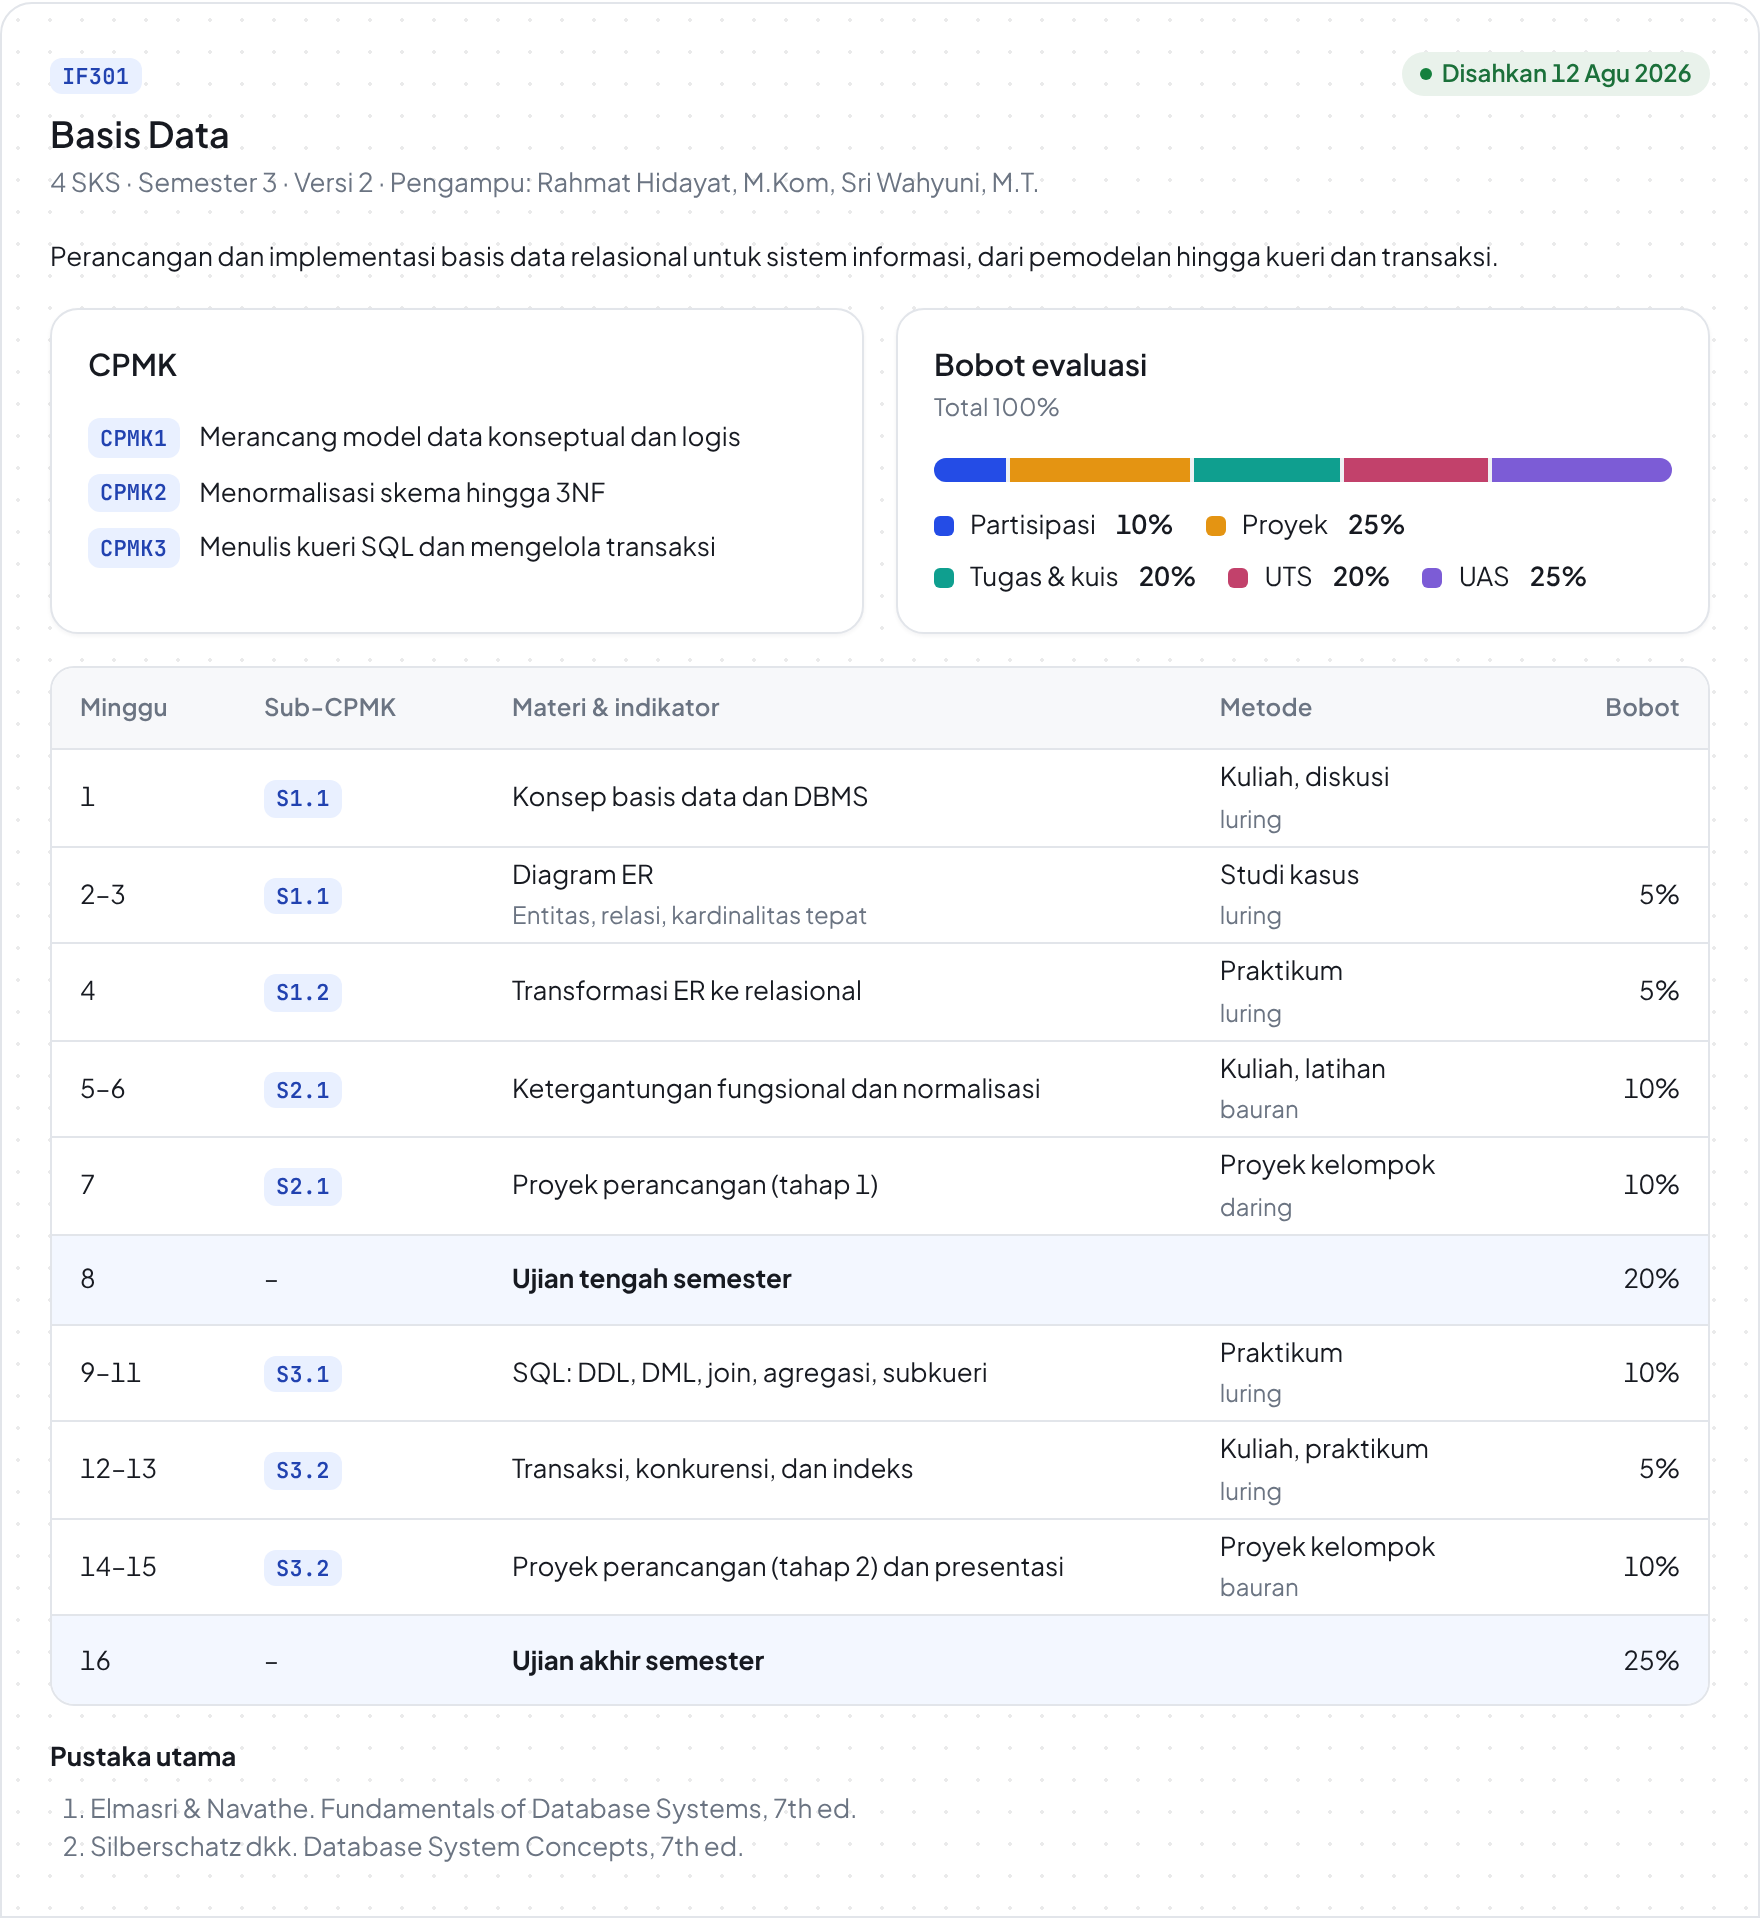 IF301
Disahkan 12 Agu 2026
Basis Data
4 SKS · Semester 3 · Versi 2 · Pengampu: Rahmat Hidayat, M.Kom, Sri Wahyuni, M.T.
Perancangan dan implementasi basis data relasional untuk sistem informasi, dari pemodelan hingga kueri dan transaksi.
CPMK
CPMK1 Merancang model data konseptual dan logis
CPMK2 Menormalisasi skema hingga 3NF
CPMK3 Menulis kueri SQL dan mengelola transaksi
Bobot evaluasi
Total 100%
Partisipasi 10% Proyek 25%
Tugas & kuis 20% UTS 20% UAS 25%
Minggu Sub-CPMK Materi & indikator Metode Bobot
1 S1.1 Konsep basis data dan DBMS Kuliah, diskusi
luring
2–3 S1.1 Diagram ER Studi kasus 5%
Entitas, relasi, kardinalitas tepat luring
4 S1.2 Transformasi ER ke relasional Praktikum 5%
luring
5–6 S2.1 Ketergantungan fungsional dan normalisasi Kuliah, latihan 10%
bauran
7 S2.1 Proyek perancangan (tahap 1) Proyek kelompok 10%
daring
8 – Ujian tengah semester 20%
9–11 S3.1 SQL: DDL, DML, join, agregasi, subkueri Praktikum 10%
luring
12–13 S3.2 Transaksi, konkurensi, dan indeks Kuliah, praktikum 5%
luring
14–15 S3.2 Proyek perancangan (tahap 2) dan presentasi Proyek kelompok 10%
bauran
16 – Ujian akhir semester 25%
Pustaka utama
1. Elmasri & Navathe. Fundamentals of Database Systems, 7th ed.
2. Silberschatz dkk. Database System Concepts, 7th ed.